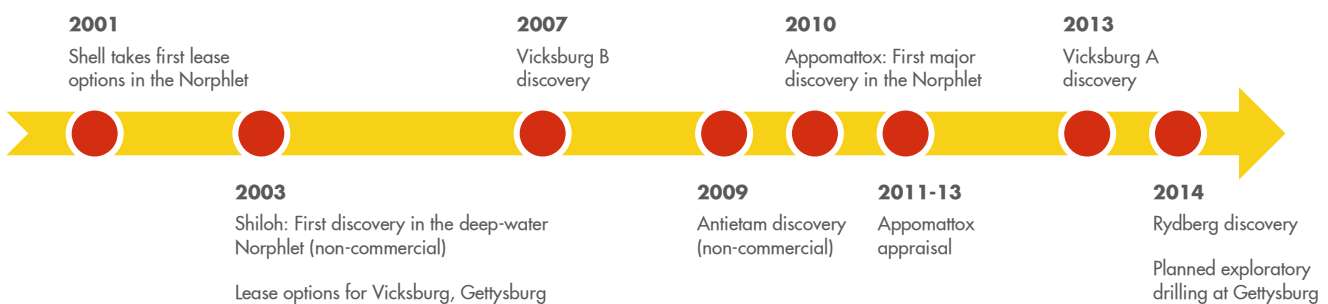 2001
Shell takes first lease
options in the Norphlet
2003
Shiloh: First discovery in the deep-water
Norphlet (non-commercial)
Lease options for Vicksburg, Gettysburg
2007
Vicksburg B
discovery
2009
Antietam discovery
(non-commercial)
2010
Appomattox: First major
discovery in the Norphlet
2011-13
Appomattox
appraisal
2013
Vicksburg A
discovery
2014
Rydberg discovery
Planned exploratory
drilling at Gettysburg